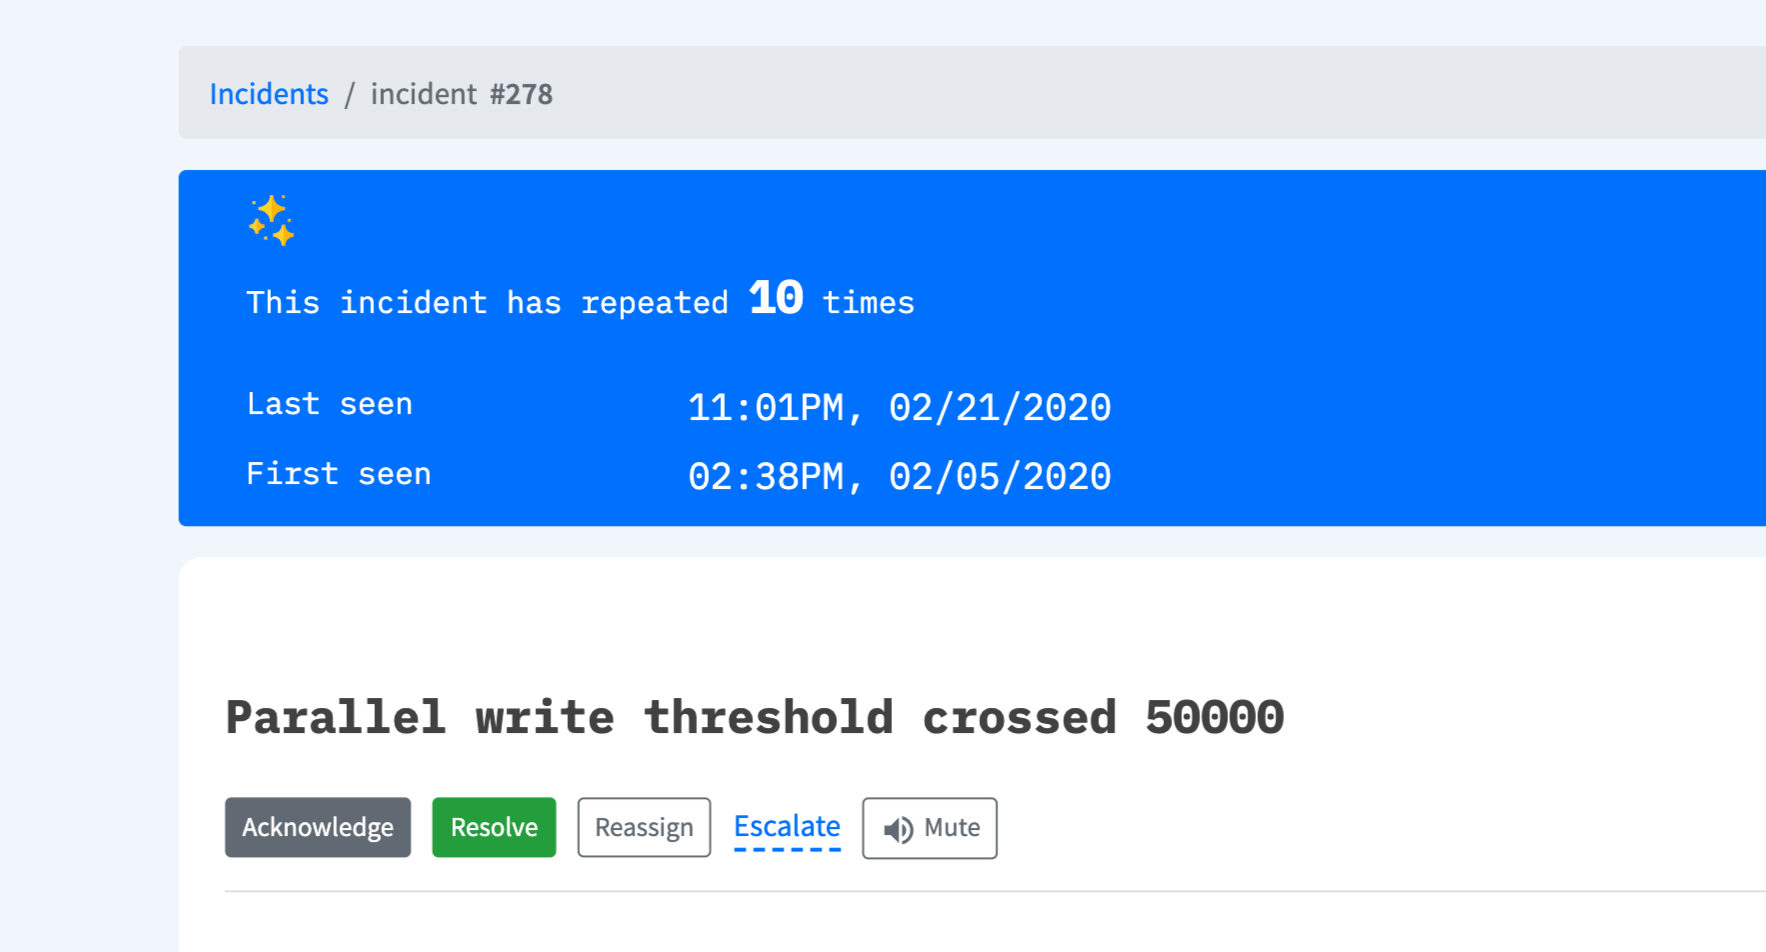 Incidents / incident #278
This incident has repeated 10 times
Last seen 11:01PM, 02/21/2020
First seen 02:38PM, 02/05/2020
Parallel write threshold crossed 50000
Acknowledge Resolve Reassign Escalate Mute